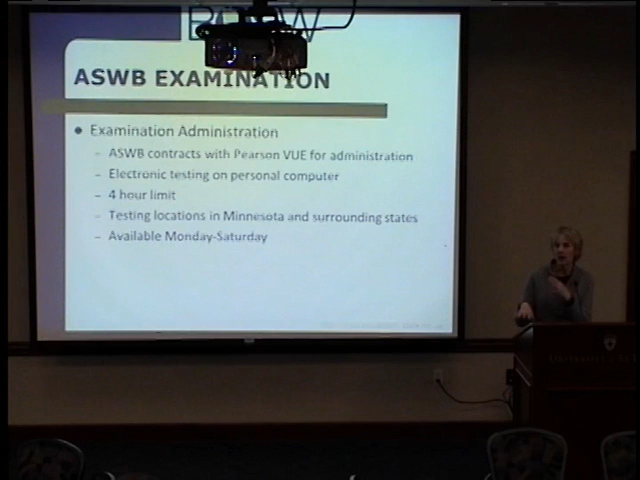 ASWB EXAMINATION
Examination Administration
- ASWB contracts with Pearson VUE for administration
- Electronic testing on personal computer
- 4 hour limit
- Testing locations in Minnesota and surrounding states
- Available Monday-Saturday